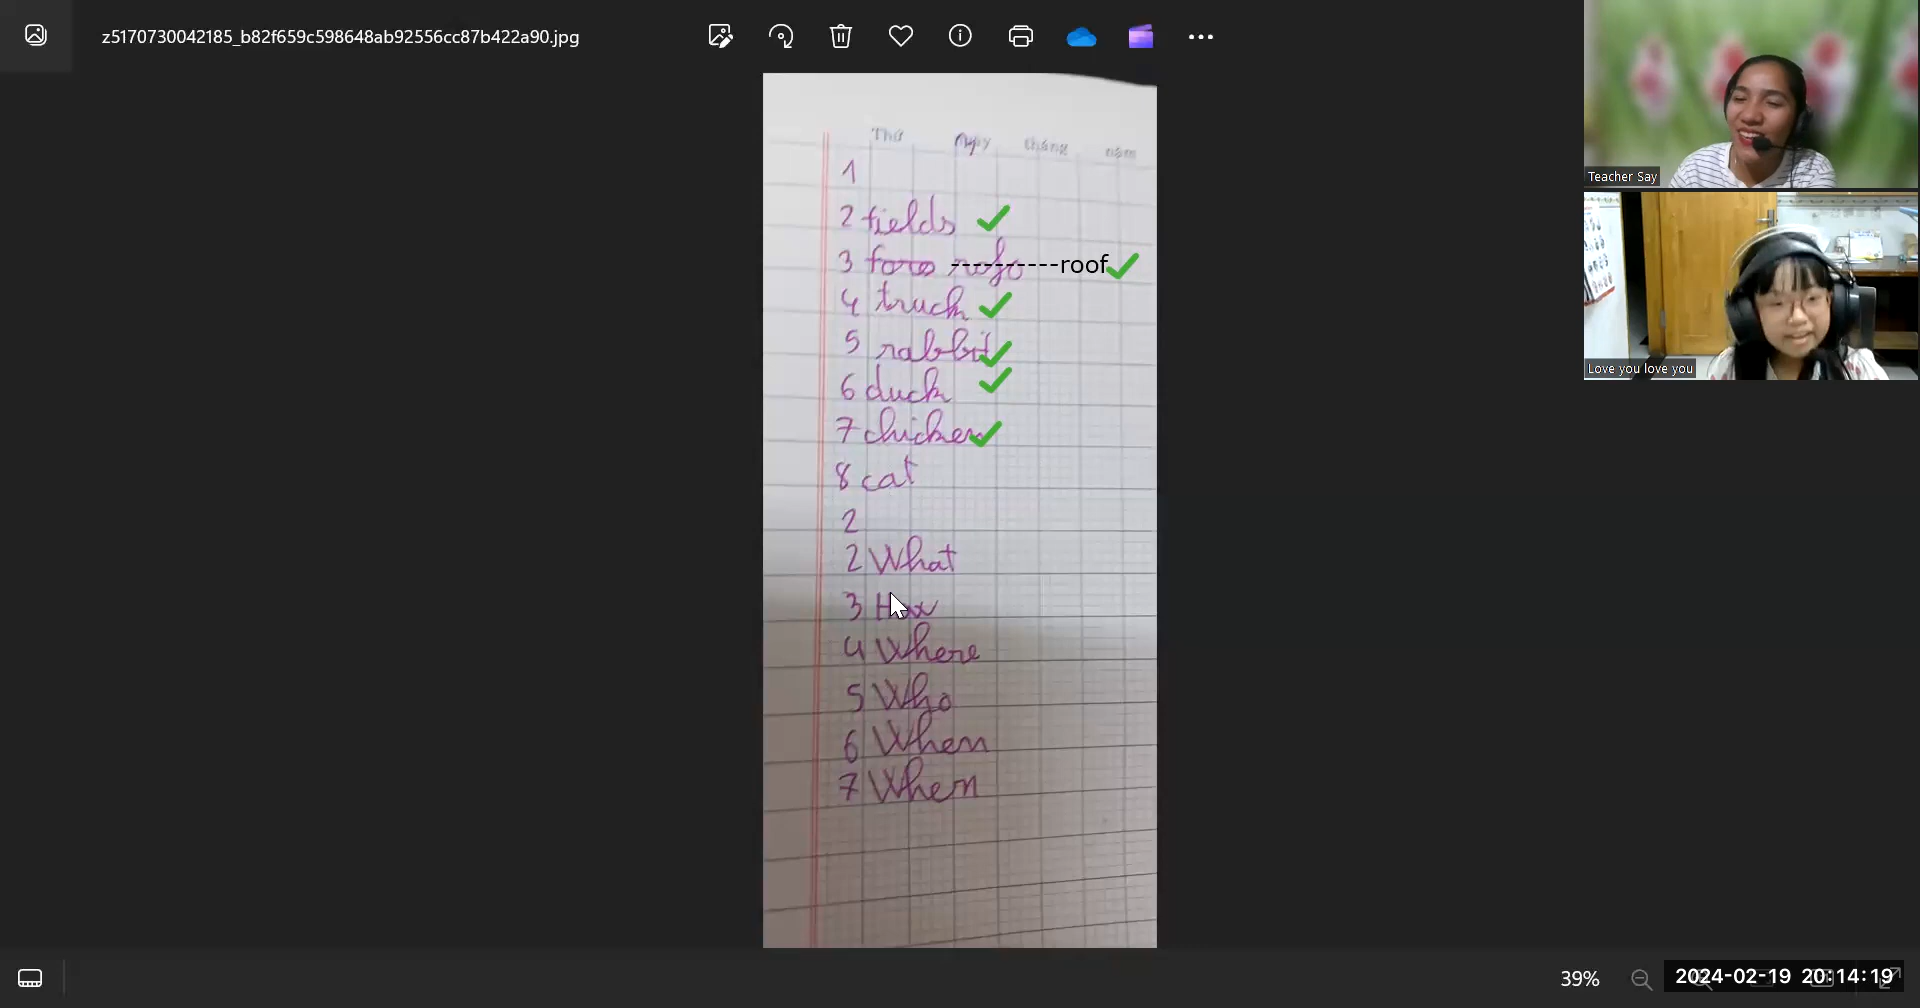 z5170730042185_b82f659c598648ab92556cc87b422a90.jpg
Teacher Say
Love you love you
Thứ Ngày tháng năm
1
2 fields
3 rofo roof
4 truck
5 rabbit
6 duck
7 chicken
8 cat
2
2 What
3 How
4 Where
5 Who
6 When
7 When
39%
2024-02-19 20:14:19